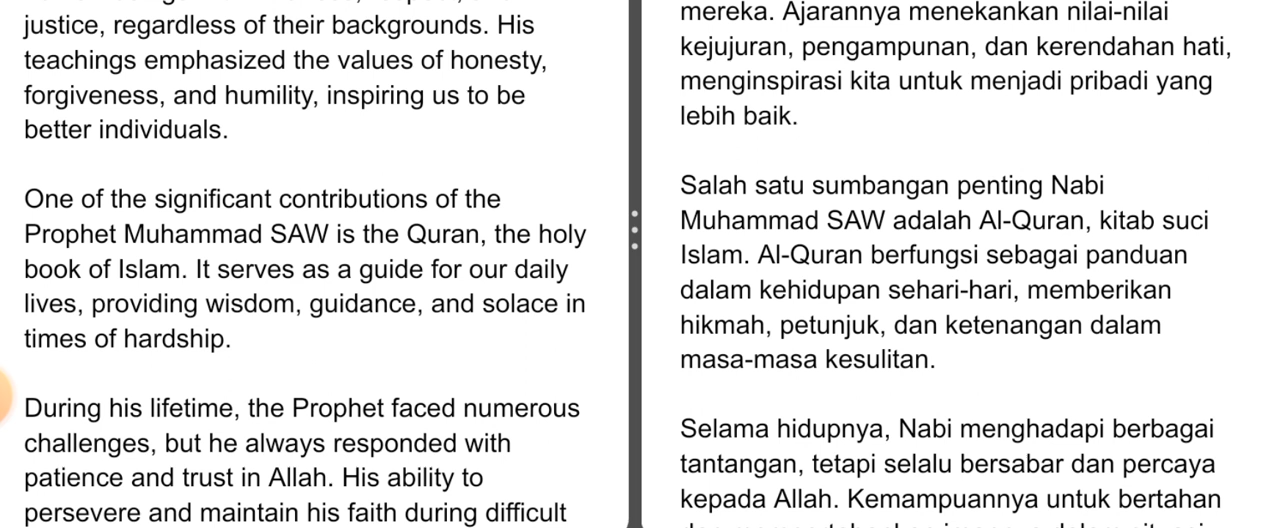 justice, regardless of their backgrounds. His
teachings emphasized the values of honesty,
forgiveness, and humility, inspiring us to be
better individuals.
One of the significant contributions of the
Prophet Muhammad SAW is the Quran, the holy
book of Islam. It serves as a guide for our daily
lives, providing wisdom, guidance, and solace in
times of hardship.
During his lifetime, the Prophet faced numerous
challenges, but he always responded with
patience and trust in Allah. His ability to
persevere and maintain his faith during difficult
mereka. Ajarannya menekankan nilai-nilai
kejujuran, pengampunan, dan kerendahan hati,
menginspirasi kita untuk menjadi pribadi yang
lebih baik.
Salah satu sumbangan penting Nabi
Muhammad SAW adalah Al-Quran, kitab suci
Islam. Al-Quran berfungsi sebagai panduan
dalam kehidupan sehari-hari, memberikan
hikmah, petunjuk, dan ketenangan dalam
masa-masa kesulitan.
Selama hidupnya, Nabi menghadapi berbagai
tantangan, tetapi selalu bersabar dan percaya
kepada Allah. Kemampuannya untuk bertahan